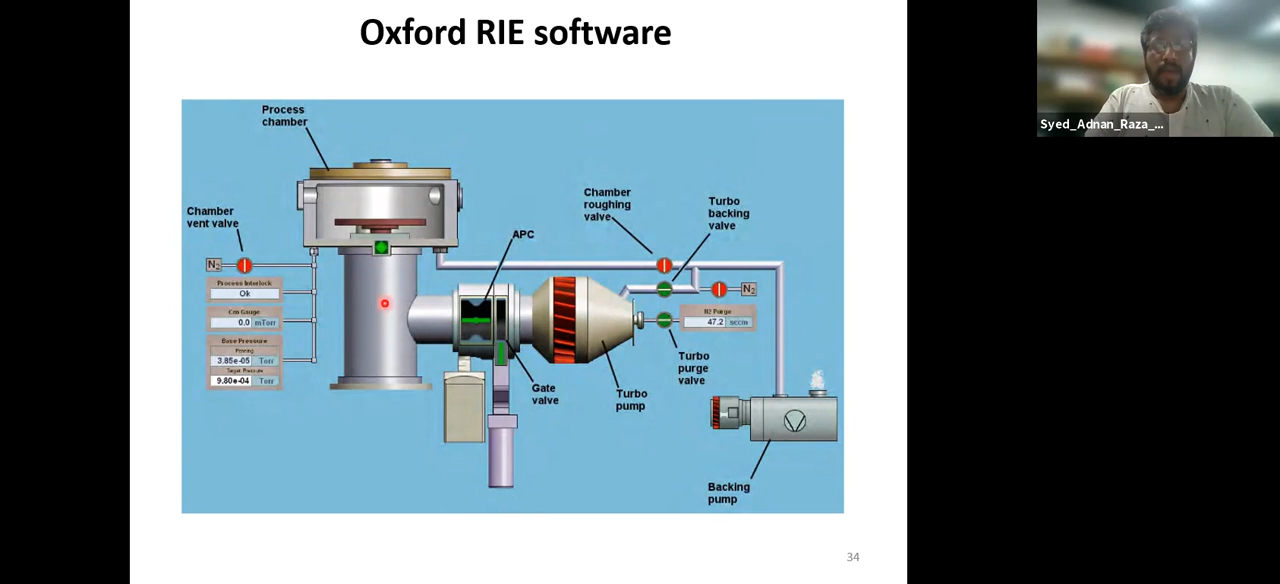 Oxford RIE software
Process
chamber
Chamber
vent valve
N2
Process Interlock
Ok
Cm Gauge
0.0 mTorr
Base Pressure
Penning
3.85e-05 Torr
Target Pressure
9.80e-04 Torr
APC
Gate
valve
Turbo
pump
Chamber
roughing
valve
Turbo
backing
valve
N2
N2 Purge
47.2 sccm
Turbo
purge
valve
Backing
pump
34
Syed_Adnan_Raza_...